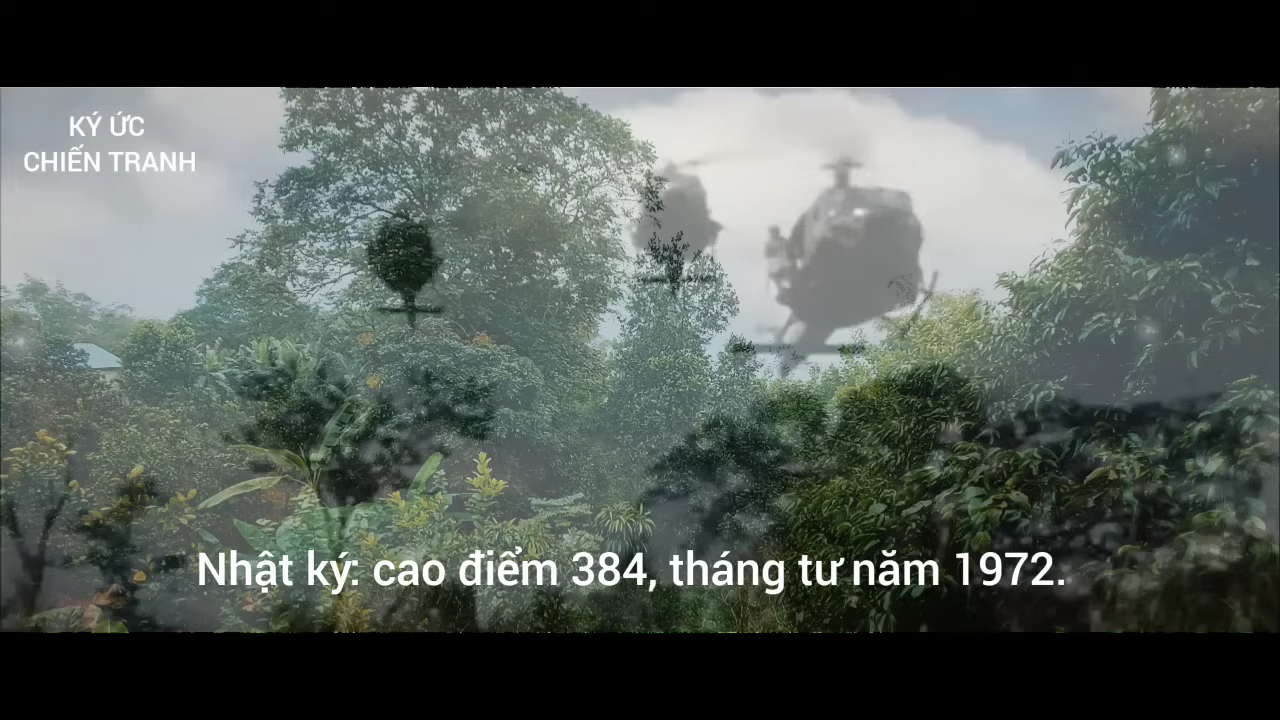 KÝ ỨC
CHIẾN TRANH
Nhật ký: cao điểm 384, tháng tư năm 1972.